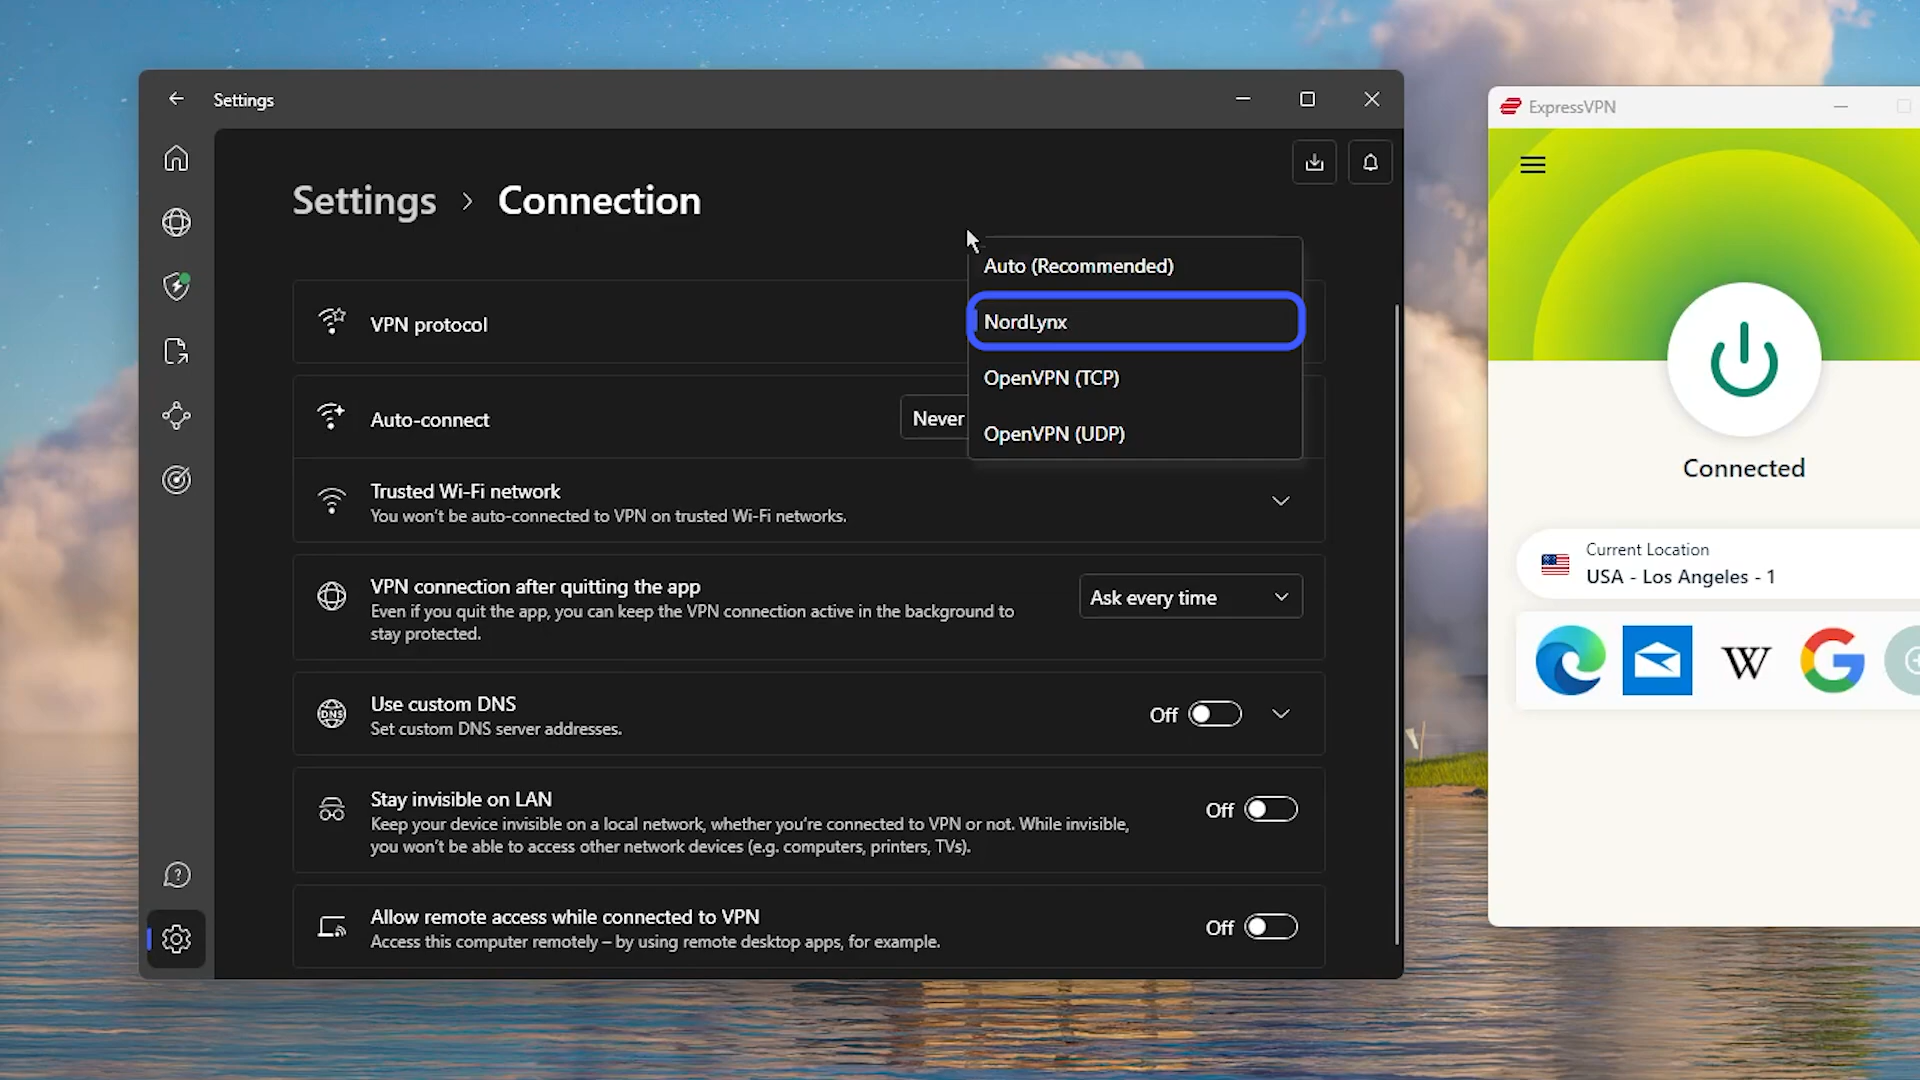 Settings
Settings > Connection
Auto (Recommended)
VPN protocol
NordLynx
OpenVPN (TCP)
OpenVPN (UDP)
Auto-connect
Never
Trusted Wi-Fi network
You won't be auto-connected to VPN on trusted Wi-Fi networks.
VPN connection after quitting the app
Even if you quit the app, you can keep the VPN connection active in the background to
stay protected.
Ask every time
Use custom DNS
Set custom DNS server addresses.
DNS
Off
Stay invisible on LAN
Keep your device invisible on a local network, whether you're connected to VPN or not. While invisible,
you won't be able to access other network devices (e.g. computers, printers, TVs).
Off
Allow remote access while connected to VPN
Access this computer remotely – by using remote desktop apps, for example.
Off
ExpressVPN
Connected
Current Location
USA - Los Angeles - 1
W
G